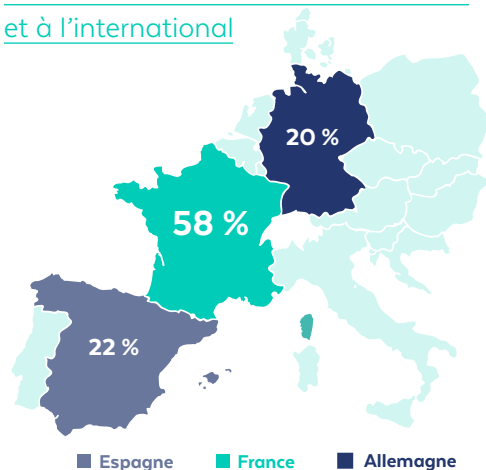 et à l’international
20 %
58 %
22 %
Espagne
France
Allemagne